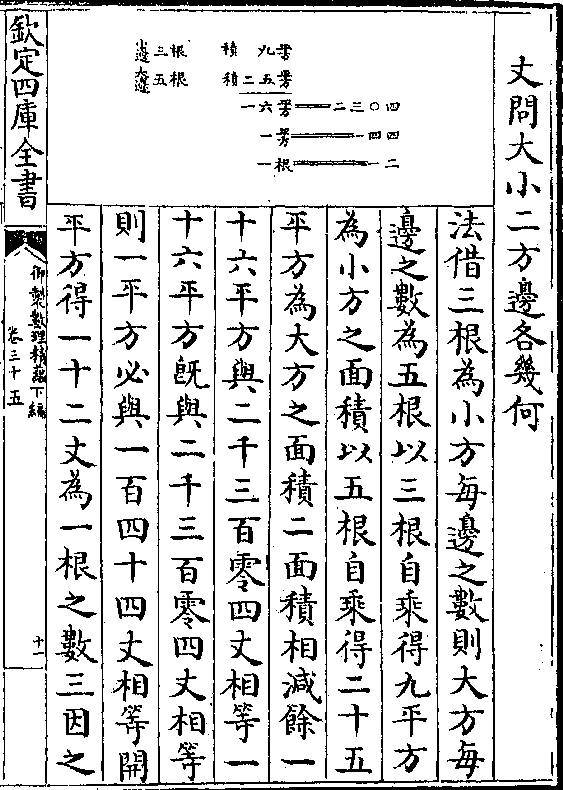 丈問大小二方邊各幾何
法借三根為小方每邊之數則大方每
邊之數為五根以三根自乘得九平方
為小方之面積以五根自乘得二十五
平方為大方之面積二面積相減餘一
十六平方與二千三百零四丈相等一
十六平方既與二千三百零四丈相等
則一平方必與一百四十四丈相等開
平方得一十二丈為一根之數三因之
小邊三根 積 九方
大邊五根 積二五方
一六方══二三〇四
一方══一四四
一根══一二
欽定四庫全書
御製數理精蘊下編
卷三十五
十一